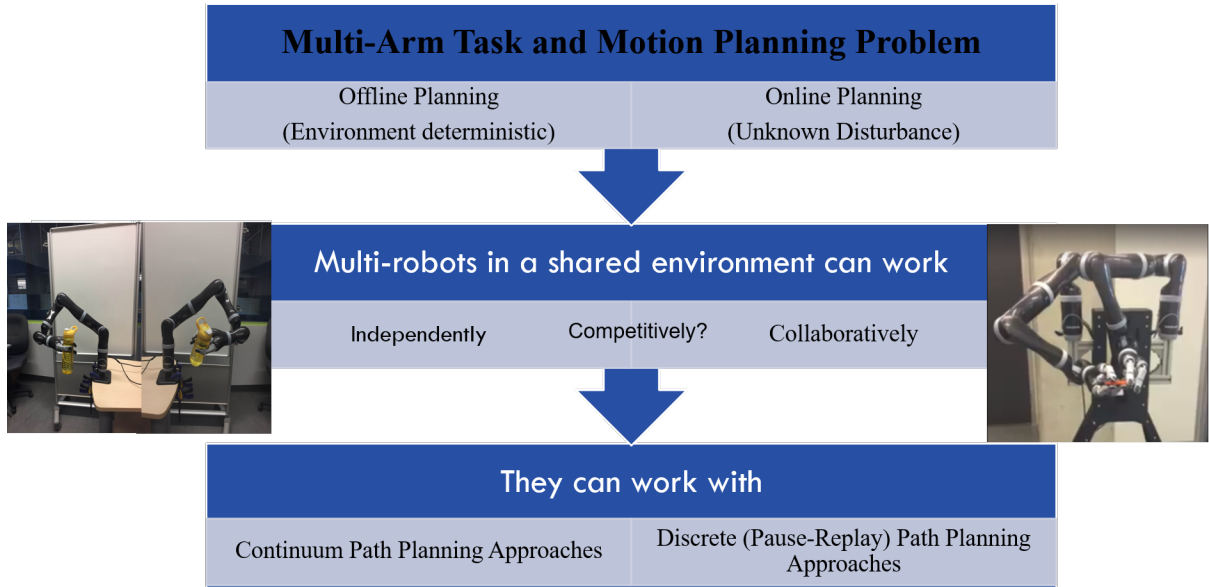 Multi-Arm Task and Motion Planning Problem
Offline Planning
(Environment deterministic)
Online Planning
(Unknown Disturbance)
Multi-robots in a shared environment can work
Independently
Competitively?
Collaboratively
They can work with
Continuum Path Planning Approaches
Discrete (Pause-Replay) Path Planning
Approaches